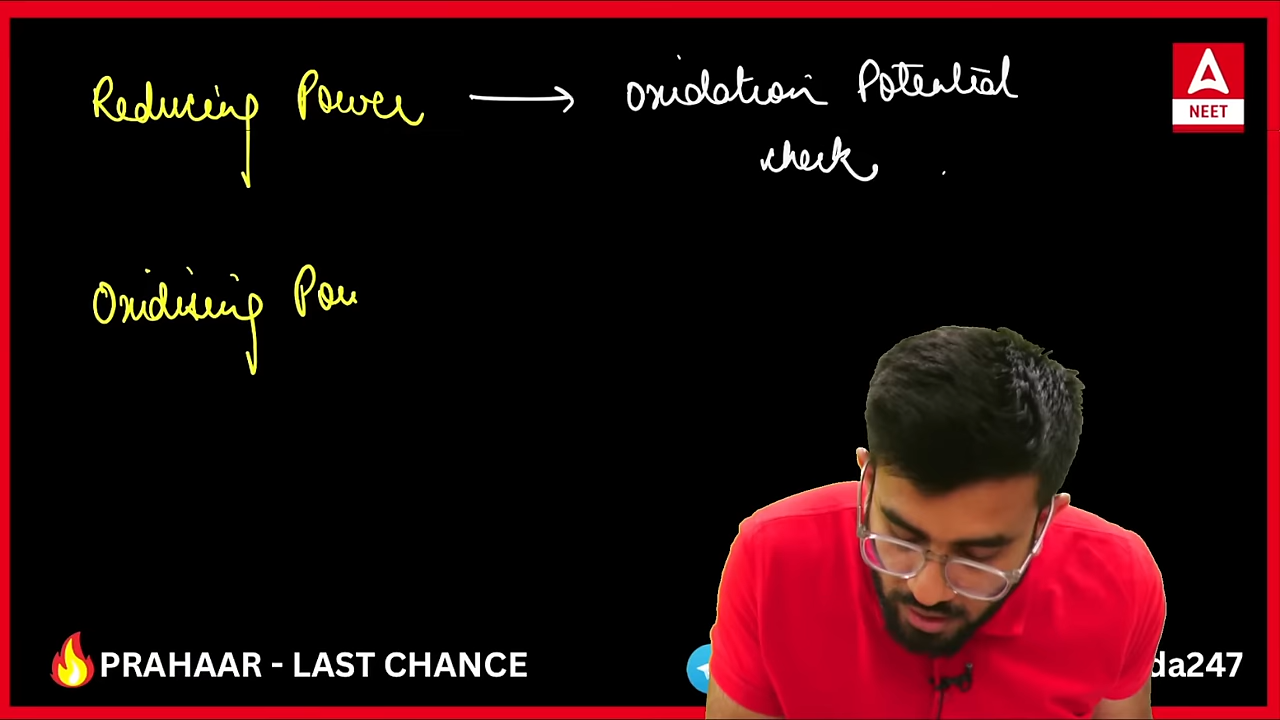 Reducing Power → oxidation Potential
check
NEET
Oxidising Pow
PRAHAAR - LAST CHANCE
da247